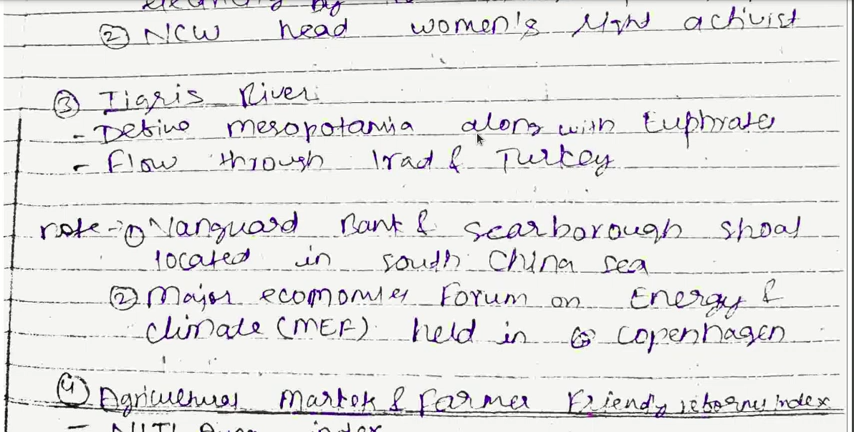 ② NCW head women's right activist
③ Tigris River
- Define mesopotamia along with Euphrates
- Flow through Iraq & Turkey
note -: ① Vanguard Bank & Scarborough shoal
located in south China sea
② Major economies Forum on Energy &
climate (MEF) held in Copenhagen
④ Agricultural Market & Farmer Friendly reforms index
index